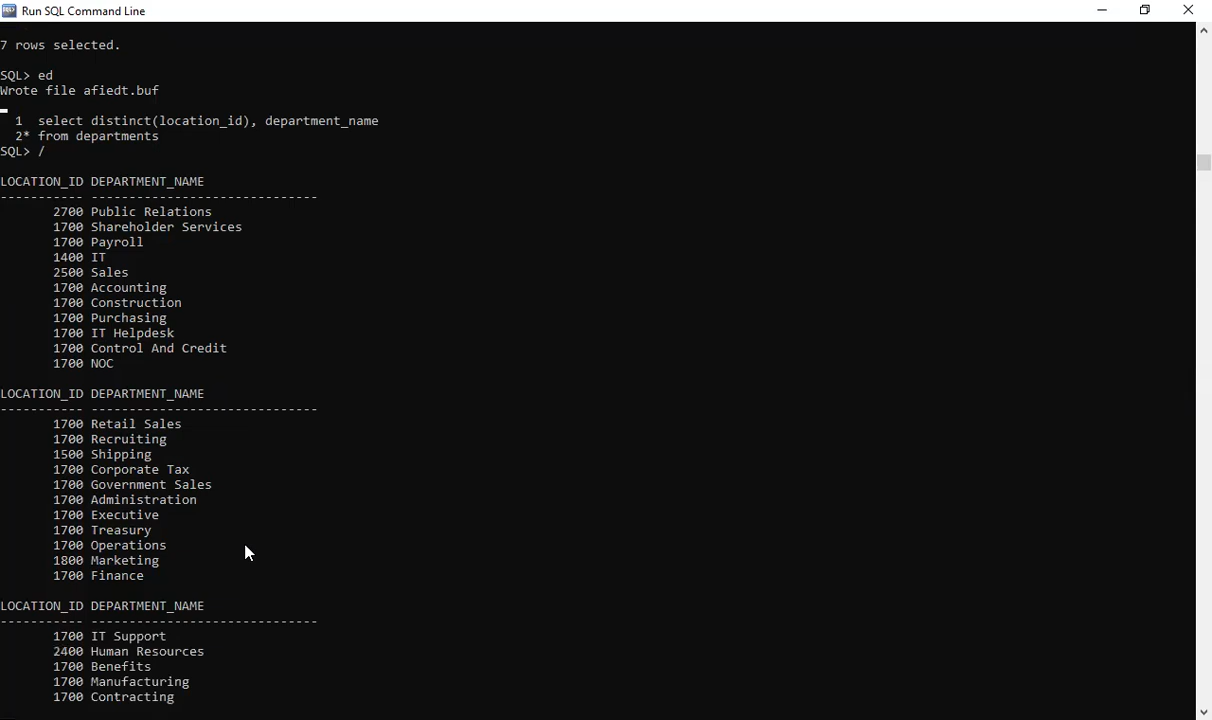 Run SQL Command Line
7 rows selected.
SQL> ed
Wrote file afiedt.buf
1 select distinct(location_id), department_name
2* from departments
SQL> /
LOCATION_ID DEPARTMENT_NAME
----------- ------------------------------
2700 Public Relations
1700 Shareholder Services
1700 Payroll
1400 IT
2500 Sales
1700 Accounting
1700 Construction
1700 Purchasing
1700 IT Helpdesk
1700 Control And Credit
1700 NOC
LOCATION_ID DEPARTMENT_NAME
----------- ------------------------------
1700 Retail Sales
1700 Recruiting
1500 Shipping
1700 Corporate Tax
1700 Government Sales
1700 Administration
1700 Executive
1700 Treasury
1700 Operations
1800 Marketing
1700 Finance
LOCATION_ID DEPARTMENT_NAME
----------- ------------------------------
1700 IT Support
2400 Human Resources
1700 Benefits
1700 Manufacturing
1700 Contracting